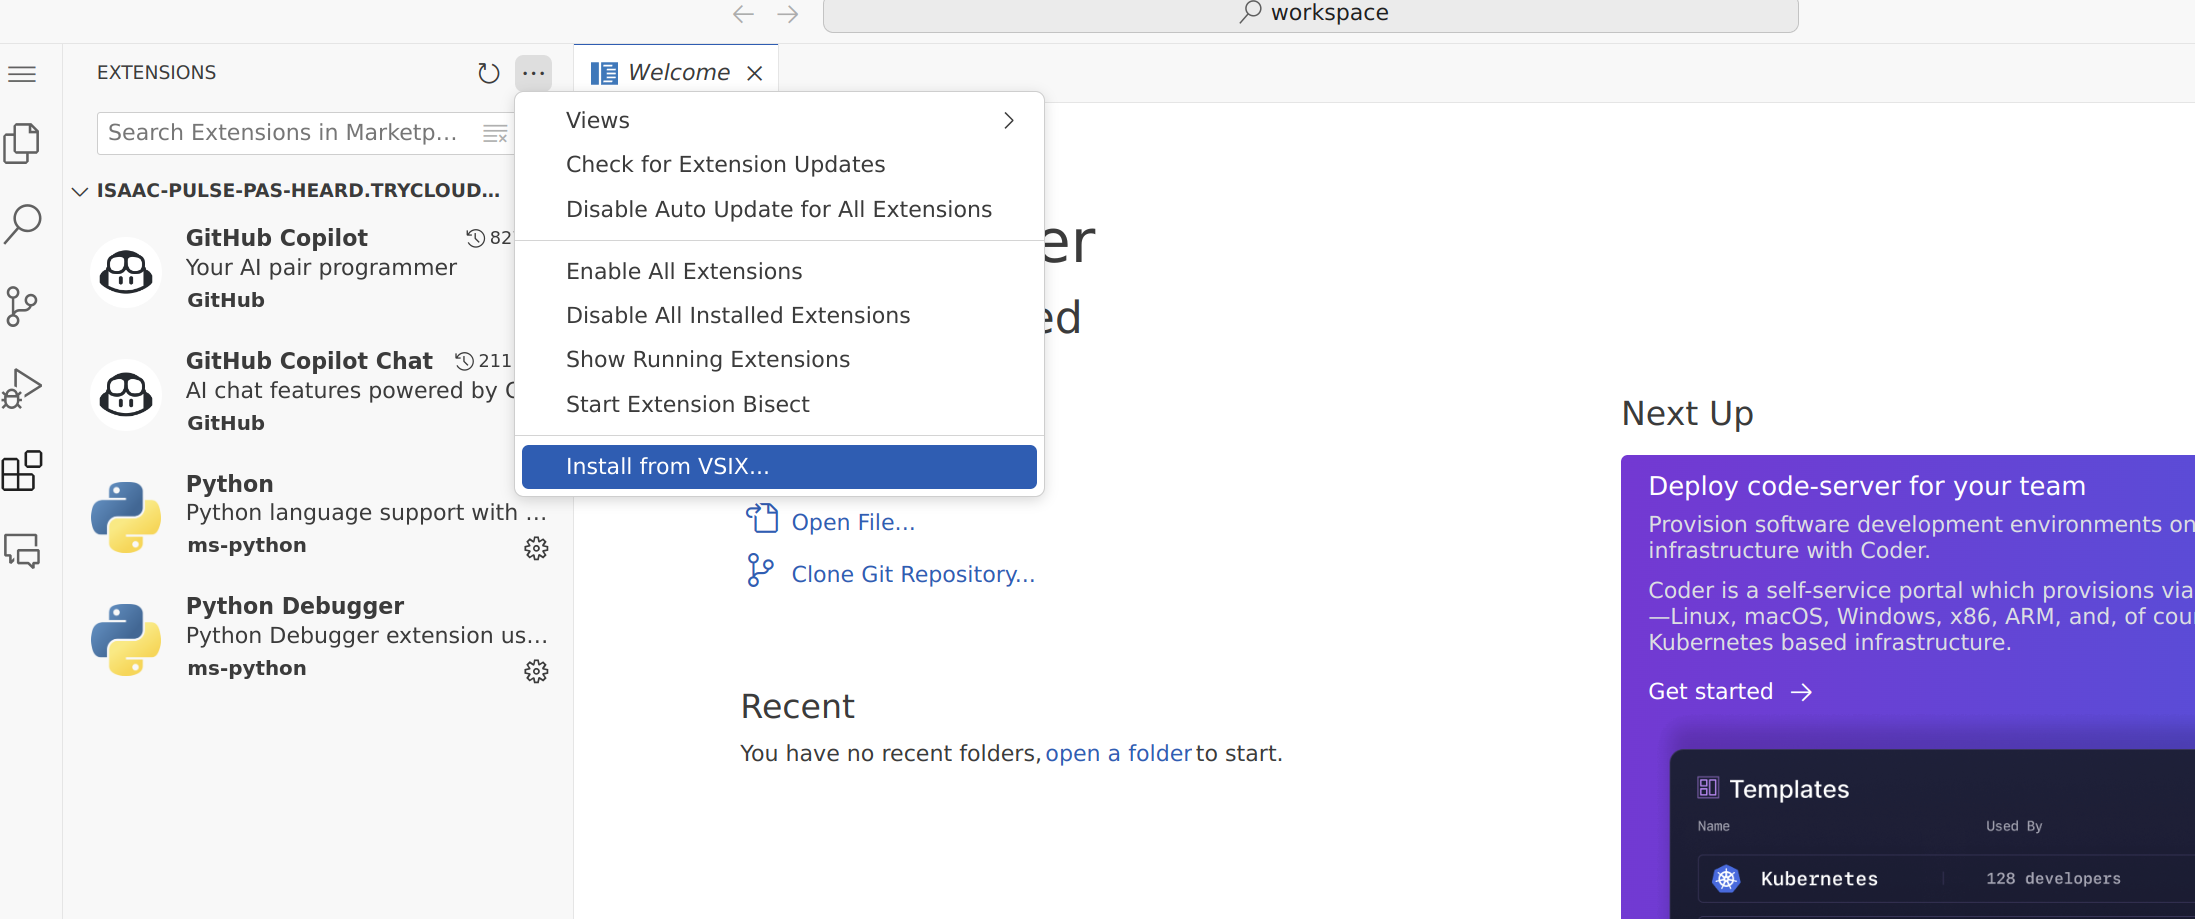 workspace
EXTENSIONS
Welcome
Search Extensions in Marketp...
ISAAC-PULSE-PAS-HEARD.TRYCLOUD...
GitHub Copilot
82
Your AI pair programmer
GitHub
GitHub Copilot Chat
211
AI chat features powered by
GitHub
Python
Python language support with ...
ms-python
Python Debugger
Python Debugger extension us...
ms-python
Views
Check for Extension Updates
Disable Auto Update for All Extensions
Enable All Extensions
Disable All Installed Extensions
Show Running Extensions
Start Extension Bisect
Install from VSIX...
er
ed
Open File...
Clone Git Repository...
Recent
You have no recent folders, open a folder to start.
Next Up
Deploy code-server for your team
Provision software development environments on
infrastructure with Coder.
Coder is a self-service portal which provisions via
—Linux, macOS, Windows, x86, ARM, and, of cou
Kubernetes based infrastructure.
Get started
Templates
Name
Used By
Kubernetes
128 developers